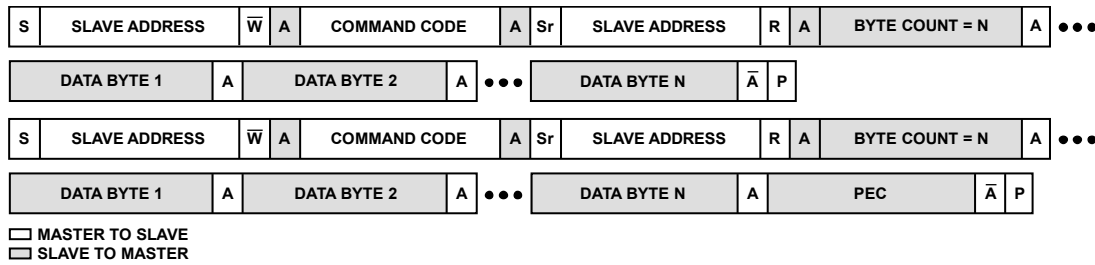 S SLAVE ADDRESS W̅ A COMMAND CODE A Sr SLAVE ADDRESS R A BYTE COUNT = N A ●●●
DATA BYTE 1 A DATA BYTE 2 A ●●● DATA BYTE N A̅ P
S SLAVE ADDRESS W̅ A COMMAND CODE A Sr SLAVE ADDRESS R A BYTE COUNT = N A ●●●
DATA BYTE 1 A DATA BYTE 2 A ●●● DATA BYTE N A PEC A̅ P
MASTER TO SLAVE
SLAVE TO MASTER